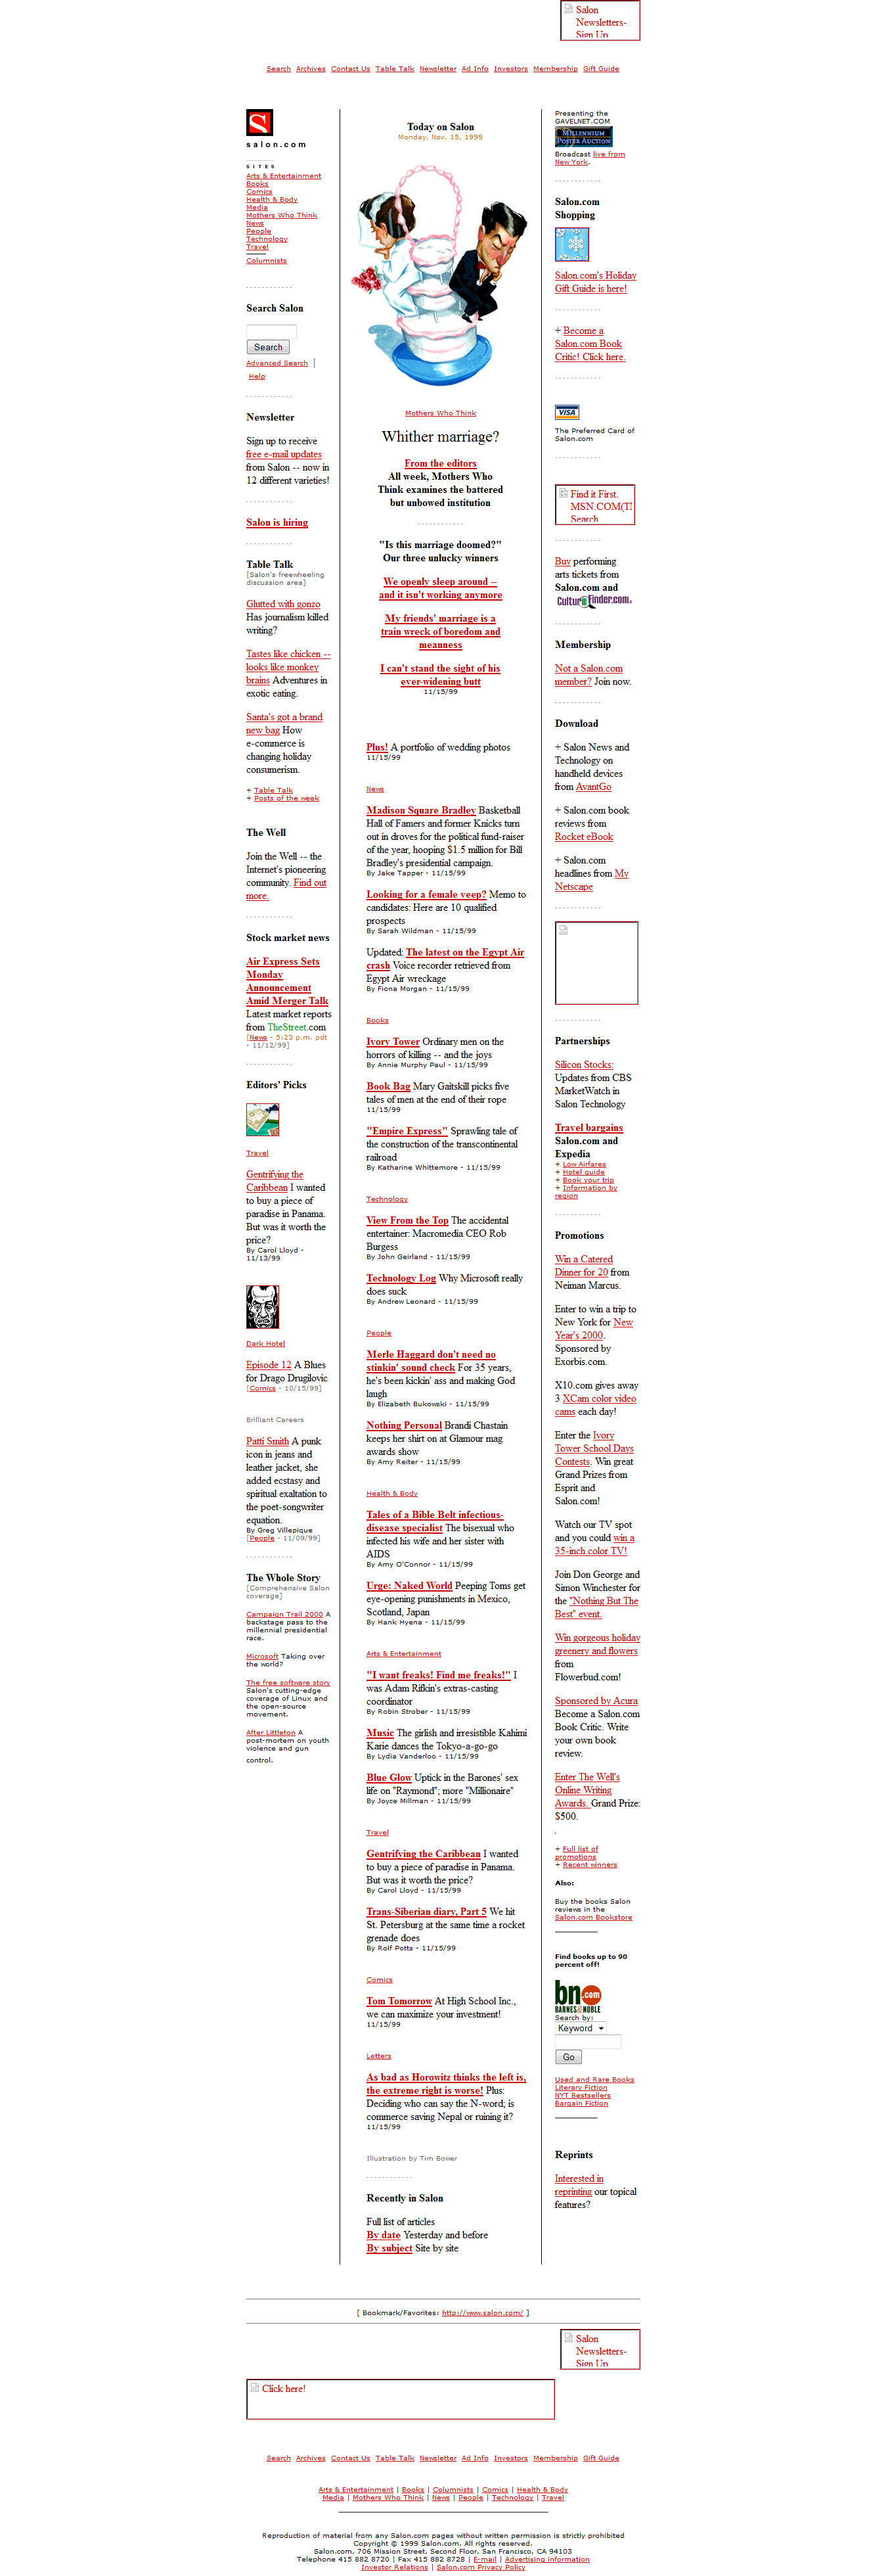 Salon
Newsletters-
Sign Up
Search Archives Contact Us Table Talk Newsletter Ad Info Investors Membership Gift Guide
S
salon.com
SITES
Arts & Entertainment
Books
Comics
Health & Body
Media
Mothers Who Think
News
People
Technology
Travel
Columnists
Search Salon
Search
Advanced Search |
Help
Newsletter
Sign up to receive
free e-mail updates
from Salon -- now in
12 different varieties!
Salon is hiring
Table Talk
[Salon's freewheeling
discussion area]
Glutted with gonzo
Has journalism killed
writing?
Tastes like chicken --
looks like monkey
brains Adventures in
exotic eating.
Santa's got a brand
new bag How
e-commerce is
changing holiday
consumerism.
+ Table Talk
+ Posts of the week
The Well
Join the Well -- the
Internet's pioneering
community. Find out
more.
Stock market news
Air Express Sets
Monday
Announcement
Amid Merger Talk
Latest market reports
from TheStreet.com
[News - 5:23 p.m. pdt
- 11/12/99]
Editors' Picks
Travel
Gentrifying the
Caribbean I wanted
to buy a piece of
paradise in Panama.
But was it worth the
price?
By Carol Lloyd -
11/13/99
Dark Hotel
Episode 12 A Blues
for Drago Drugilovic
[Comics - 10/15/99]
Brilliant Careers
Patti Smith A punk
icon in jeans and
leather jacket, she
added ecstasy and
spiritual exaltation to
the poet-songwriter
equation.
By Greg Villepique
[People - 11/09/99]
The Whole Story
[Comprehensive Salon
coverage]
Campaign Trail 2000 A
backstage pass to the
millennial presidential
race.
Microsoft Taking over
the world?
The free software story
Salon's cutting-edge
coverage of Linux and
the open-source
movement.
After Littleton A
post-mortem on youth
violence and gun
control.
Today on Salon
Monday, Nov. 15, 1999
Mothers Who Think
Whither marriage?
From the editors
All week, Mothers Who
Think examines the battered
but unbowed institution
"Is this marriage doomed?"
Our three unlucky winners
We openly sleep around --
and it isn't working anymore
My friends' marriage is a
train wreck of boredom and
meanness
I can't stand the sight of his
ever-widening butt
11/15/99
Plus! A portfolio of wedding photos
11/15/99
News
Madison Square Bradley Basketball
Hall of Famers and former Knicks turn
out in droves for the political fund-raiser
of the year, hooping $1.5 million for Bill
Bradley's presidential campaign.
By Jake Tapper - 11/15/99
Looking for a female veep? Memo to
candidates: Here are 10 qualified
prospects
By Sarah Wildman - 11/15/99
Updated: The latest on the Egypt Air
crash Voice recorder retrieved from
Egypt Air wreckage
By Fiona Morgan - 11/15/99
Books
Ivory Tower Ordinary men on the
horrors of killing -- and the joys
By Annie Murphy Paul - 11/15/99
Book Bag Mary Gaitskill picks five
tales of men at the end of their rope
11/15/99
"Empire Express" Sprawling tale of
the construction of the transcontinental
railroad
By Katharine Whittemore - 11/15/99
Technology
View From the Top The accidental
entertainer: Macromedia CEO Rob
Burgess
By John Geirland - 11/15/99
Technology Log Why Microsoft really
does suck
By Andrew Leonard - 11/15/99
People
Merle Haggard don't need no
stinkin' sound check For 35 years,
he's been kickin' ass and making God
laugh
By Elizabeth Bukowski - 11/15/99
Nothing Personal Brandi Chastain
keeps her shirt on at Glamour mag
awards show
By Amy Reiter - 11/15/99
Health & Body
Tales of a Bible Belt infectious-
disease specialist The bisexual who
infected his wife and her sister with
AIDS
By Amy O'Connor - 11/15/99
Urge: Naked World Peeping Toms get
eye-opening punishments in Mexico,
Scotland, Japan
By Hank Hyena - 11/15/99
Arts & Entertainment
"I want freaks! Find me freaks!" I
was Adam Rifkin's extras-casting
coordinator
By Robin Strober - 11/15/99
Music The girlish and irresistible Kahimi
Karie dances the Tokyo-a-go-go
By Lydia Vanderloo - 11/15/99
Blue Glow Uptick in the Barones' sex
life on "Raymond"; more "Millionaire"
By Joyce Millman - 11/15/99
Travel
Gentrifying the Caribbean I wanted
to buy a piece of paradise in Panama.
But was it worth the price?
By Carol Lloyd - 11/15/99
Trans-Siberian diary, Part 5 We hit
St. Petersburg at the same time a rocket
grenade does
By Rolf Potts - 11/15/99
Comics
Tom Tomorrow At High School Inc.,
we can maximize your investment!
11/15/99
Letters
As bad as Horowitz thinks the left is,
the extreme right is worse! Plus:
Deciding who can say the N-word; is
commerce saving Nepal or ruining it?
11/15/99
Illustration by Tim Bower
Recently in Salon
Full list of articles
By date Yesterday and before
By subject Site by site
Presenting the
GAVELNET.COM
MILLENNIUM
POSTER AUCTION
Broadcast live from
New York.
Salon.com
Shopping
Salon.com's Holiday
Gift Guide is here!
+ Become a
Salon.com Book
Critic! Click here.
VISA
The Preferred Card of
Salon.com
Find it First.
MSN.COM(TM)
Search
Buy performing
arts tickets from
Salon.com and
CultureFinder.com
Membership
Not a Salon.com
member? Join now.
Download
+ Salon News and
Technology on
handheld devices
from AvantGo
+ Salon.com book
reviews from
Rocket eBook
+ Salon.com
headlines from My
Netscape
Partnerships
Silicon Stocks:
Updates from CBS
MarketWatch in
Salon Technology
Travel bargains
Salon.com and
Expedia
+ Low Airfares
+ Hotel guide
+ Book your trip
+ Information by
region
Promotions
Win a Catered
Dinner for 20 from
Neiman Marcus.
Enter to win a trip to
New York for New
Year's 2000.
Sponsored by
Exorbis.com.
X10.com gives away
3 XCam color video
cams each day!
Enter the Ivory
Tower School Days
Contests. Win great
Grand Prizes from
Esprit and
Salon.com!
Watch our TV spot
and you could win a
35-inch color TV!
Join Don George and
Simon Winchester for
the "Nothing But The
Best" event.
Win gorgeous holiday
greenery and flowers
from
Flowerbud.com!
Sponsored by Acura
Become a Salon.com
Book Critic. Write
your own book
review.
Enter The Well's
Online Writing
Awards. Grand Prize:
$500.
.
+ Full list of
promotions
+ Recent winners
Also:
Buy the books Salon
reviews in the
Salon.com Bookstore
Find books up to 90
percent off!
bn.com
BARNES&NOBLE
Search by:
Keyword
Go
Used and Rare Books
Literary Fiction
NYT Bestsellers
Bargain Fiction
Reprints
Interested in
reprinting our topical
features?
[ Bookmark/Favorites: http://www.salon.com/ ]
Salon
Newsletters-
Sign Up
Click here!
Search Archives Contact Us Table Talk Newsletter Ad Info Investors Membership Gift Guide
Arts & Entertainment | Books | Columnists | Comics | Health & Body
Media | Mothers Who Think | News | People | Technology | Travel
Reproduction of material from any Salon.com pages without written permission is strictly prohibited
Copyright © 1999 Salon.com. All rights reserved.
Salon.com, 706 Mission Street, Second Floor, San Francisco, CA 94103
Telephone 415 882 8720 | Fax 415 882 8728 | E-mail | Advertising information
Investor Relations | Salon.com Privacy Policy